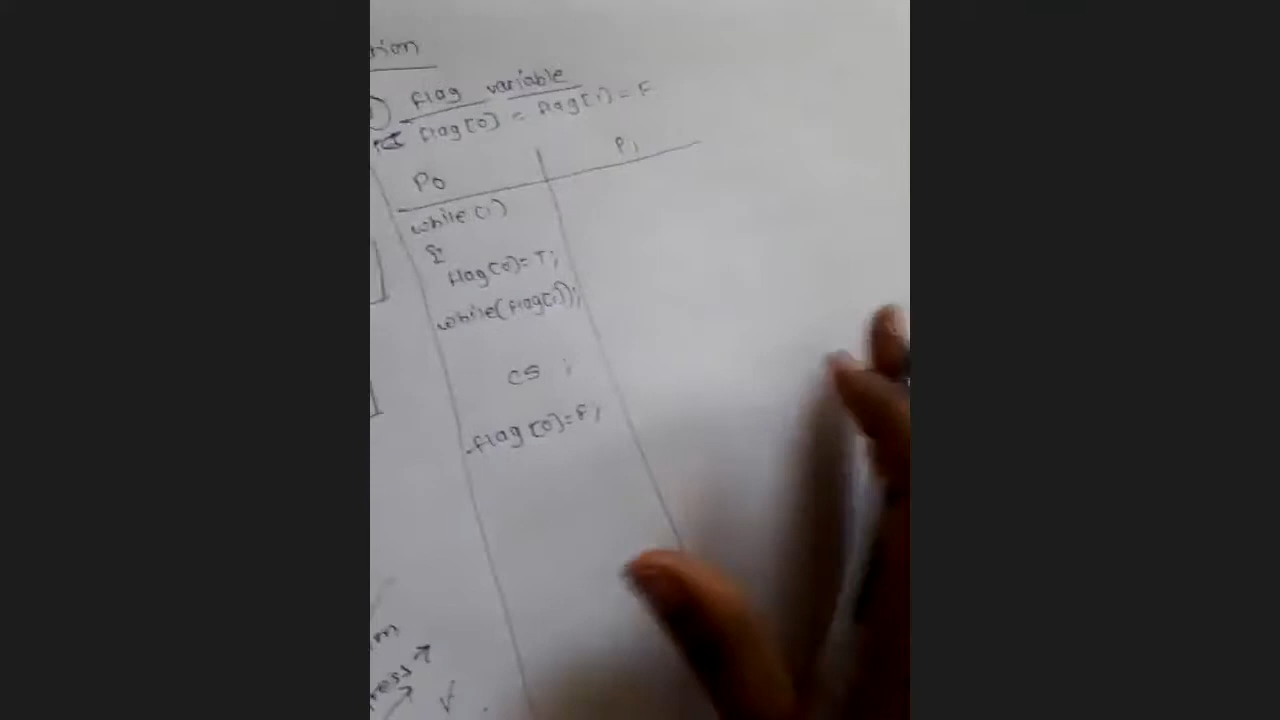 flag variable
flag[0] = flag[1] = F
P0 P1
while(1)
{
flag[0]=T;
while(flag[1]);
CS ;
flag[0]=F;